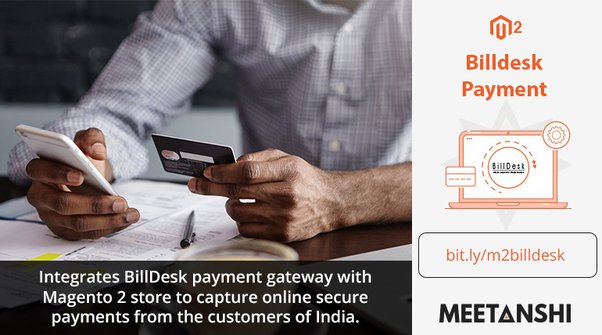 Integrates BillDesk payment gateway with
Magento 2 store to capture online secure
payments from the customers of India.
2
Billdesk
Payment
BillDesk
bit.ly/m2billdesk
MEETANSHI